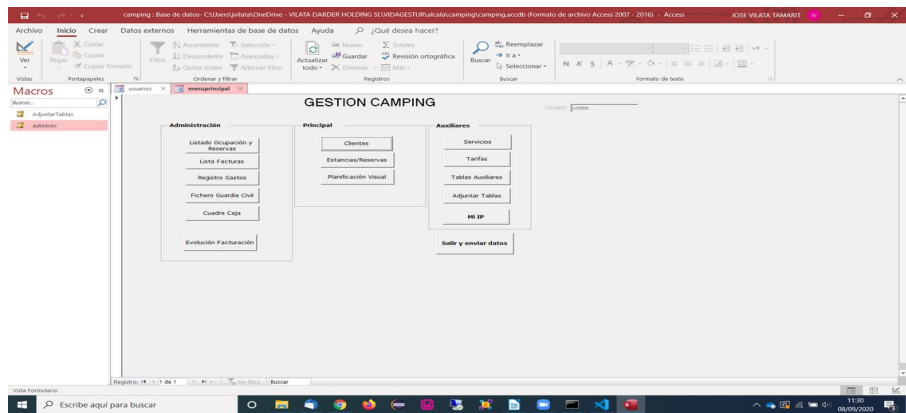 camping : Base de datos- C:\Users\jvilata\OneDrive - VILATA DARDER HOLDING SL\VIDAGESTUR\alcala\camping\camping.accdb (Formato de archivo Access 2007 - 2016) - Access
JOSE VILATA TAMARIT
Archivo Inicio Crear Datos externos Herramientas de base de datos Ayuda ¿Qué desea hacer?
Ver
Pegar
Cortar
Copiar
Copiar formato
Filtro
Ascendente
Descendente
Quitar orden
Selección
Avanzadas
Alternar filtro
Actualizar todo
Nuevo
Guardar
Eliminar
Totales
Revisión ortográfica
Más
Buscar
Reemplazar
Ir a
Seleccionar
N K S
Vistas Portapapeles Ordenar y filtrar Registros Buscar Formato de texto
Macros
Buscar...
AdjuntarTablas
autoexec
usuarios menuprincipal
GESTION CAMPING
Usuario jvilata
Administración
Listado Ocupación y Reservas
Lista Facturas
Registro Gastos
Fichero Guardia Civil
Cuadre Caja
Evolución Facturación
Principal
Clientes
Estancias/Reservas
Planificación Visual
Auxiliares
Servicios
Tarifas
Tablas Auxiliares
Adjuntar Tablas
Mi IP
Salir y enviar datos
Registro: 1 de 1 Sin filtro Buscar
Vista Formulario
Escribe aquí para buscar
11:30
08/09/2020